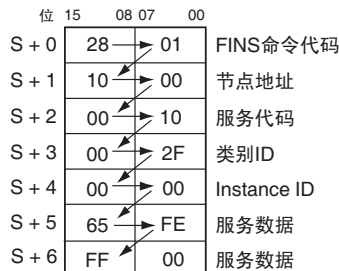 位 15 08 07 00
S + 0 28 01 FINS命令代码
S + 1 10 00 节点地址
S + 2 00 10 服务代码
S + 3 00 2F 类别ID
S + 4 00 00 Instance ID
S + 5 65 FE 服务数据
S + 6 FF 00 服务数据